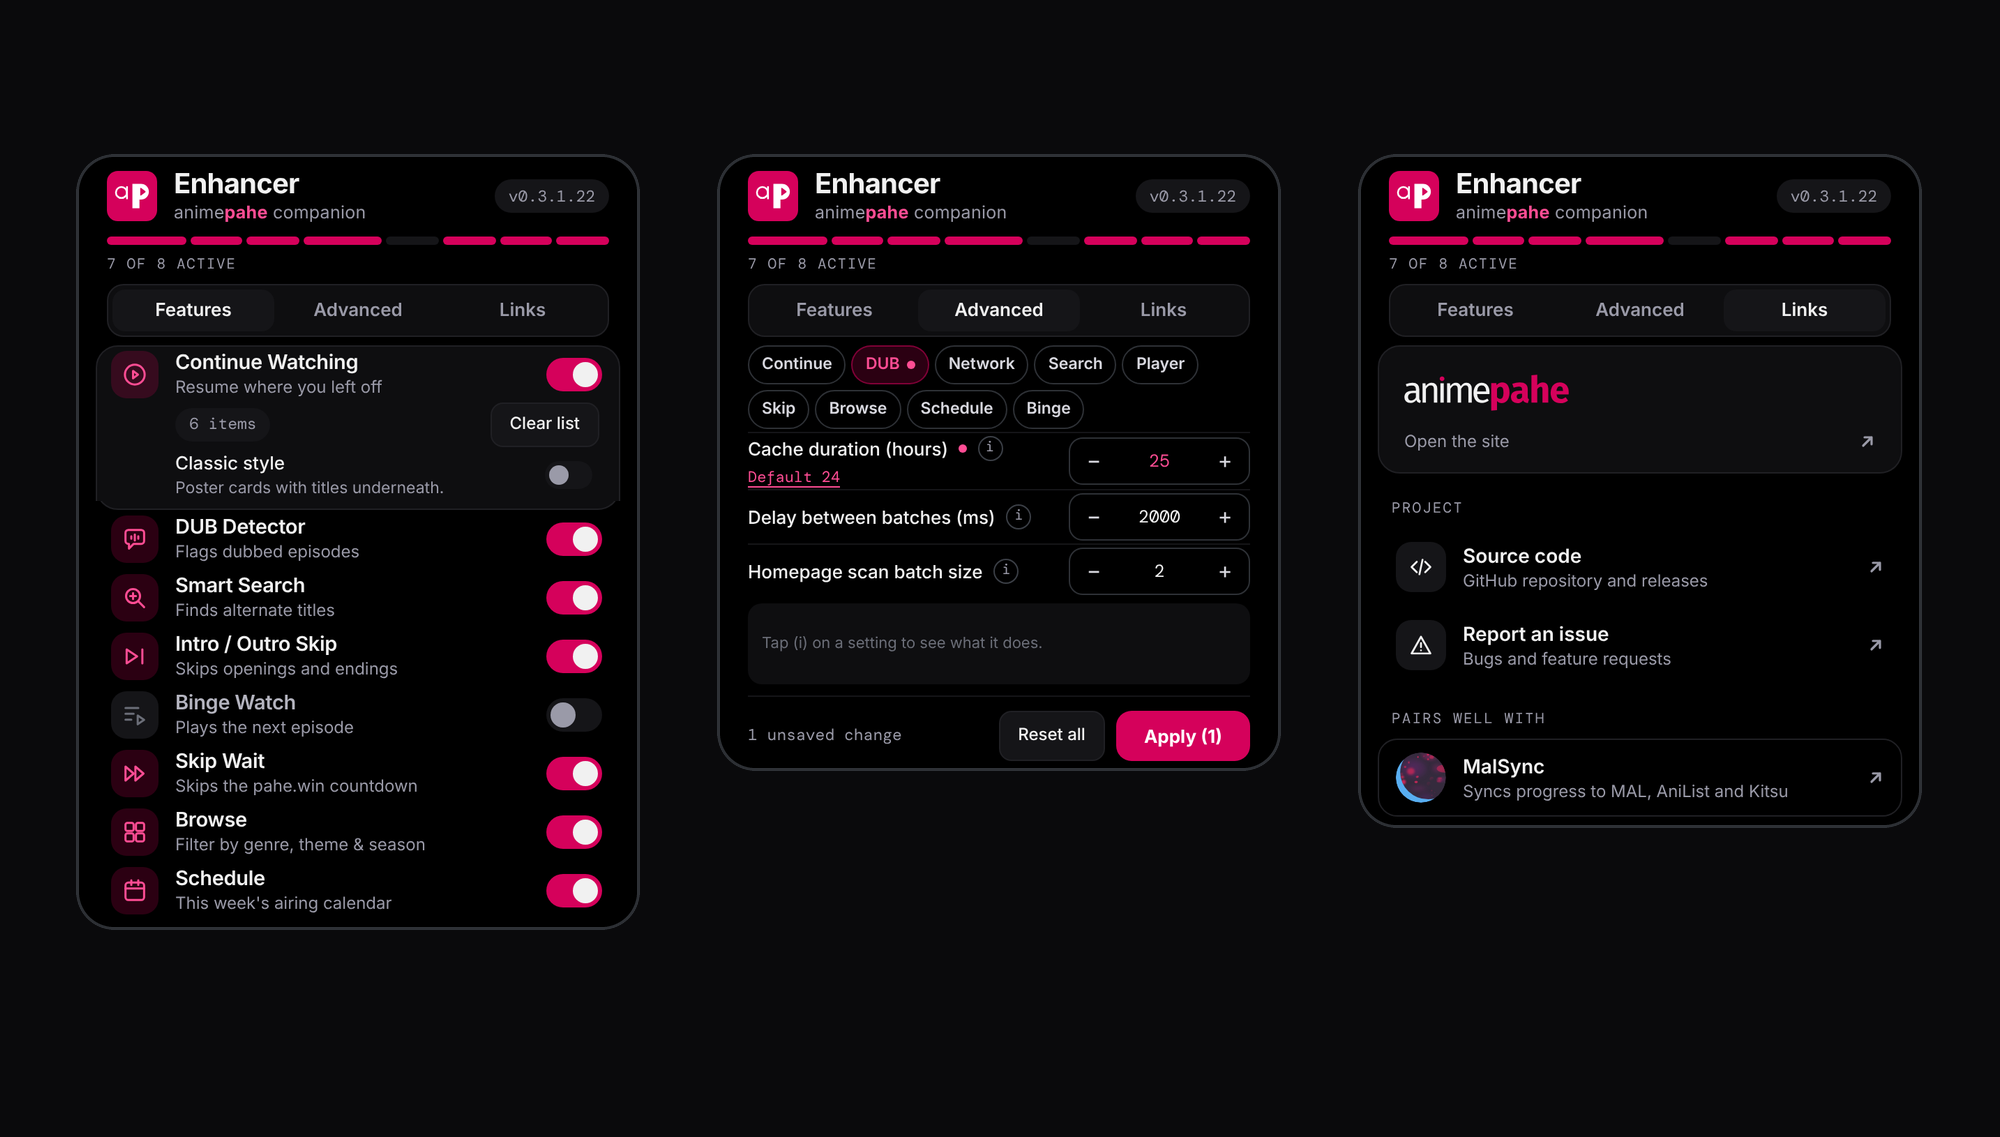 aP
Enhancer
animepahe companion
v0.3.1.22
7 OF 8 ACTIVE
Features
Advanced
Links
Continue Watching
Resume where you left off
6 items
Clear list
Classic style
Poster cards with titles underneath.
DUB Detector
Flags dubbed episodes
Smart Search
Finds alternate titles
Intro / Outro Skip
Skips openings and endings
Binge Watch
Plays the next episode
Skip Wait
Skips the pahe.win countdown
Browse
Filter by genre, theme & season
Schedule
This week's airing calendar
aP
Enhancer
animepahe companion
v0.3.1.22
7 OF 8 ACTIVE
Features
Advanced
Links
Continue
DUB
Network
Search
Player
Skip
Browse
Schedule
Binge
Cache duration (hours)
i
Default 24
− 25 +
Delay between batches (ms)
i
− 2000 +
Homepage scan batch size
i
− 2 +
Tap (i) on a setting to see what it does.
1 unsaved change
Reset all
Apply (1)
aP
Enhancer
animepahe companion
v0.3.1.22
7 OF 8 ACTIVE
Features
Advanced
Links
animepahe
Open the site
PROJECT
Source code
GitHub repository and releases
Report an issue
Bugs and feature requests
PAIRS WELL WITH
MalSync
Syncs progress to MAL, AniList and Kitsu